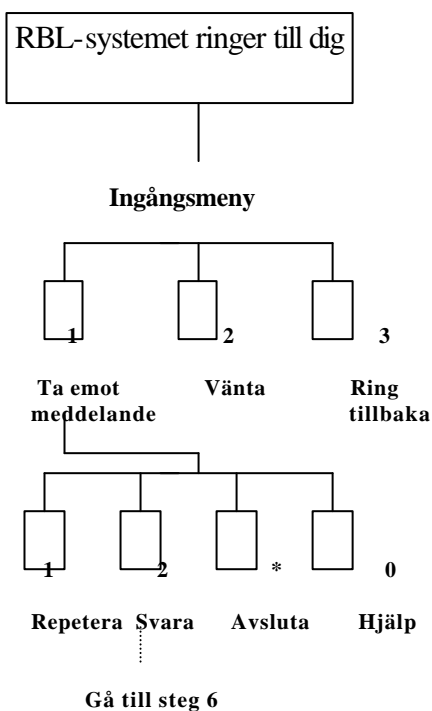 RBL-systemet ringer till dig
Ingångsmeny
1 2 3
Ta emot Vänta Ring
meddelande tillbaka
1 2 * 0
Repetera Svara Avsluta Hjälp
Gå till steg 6